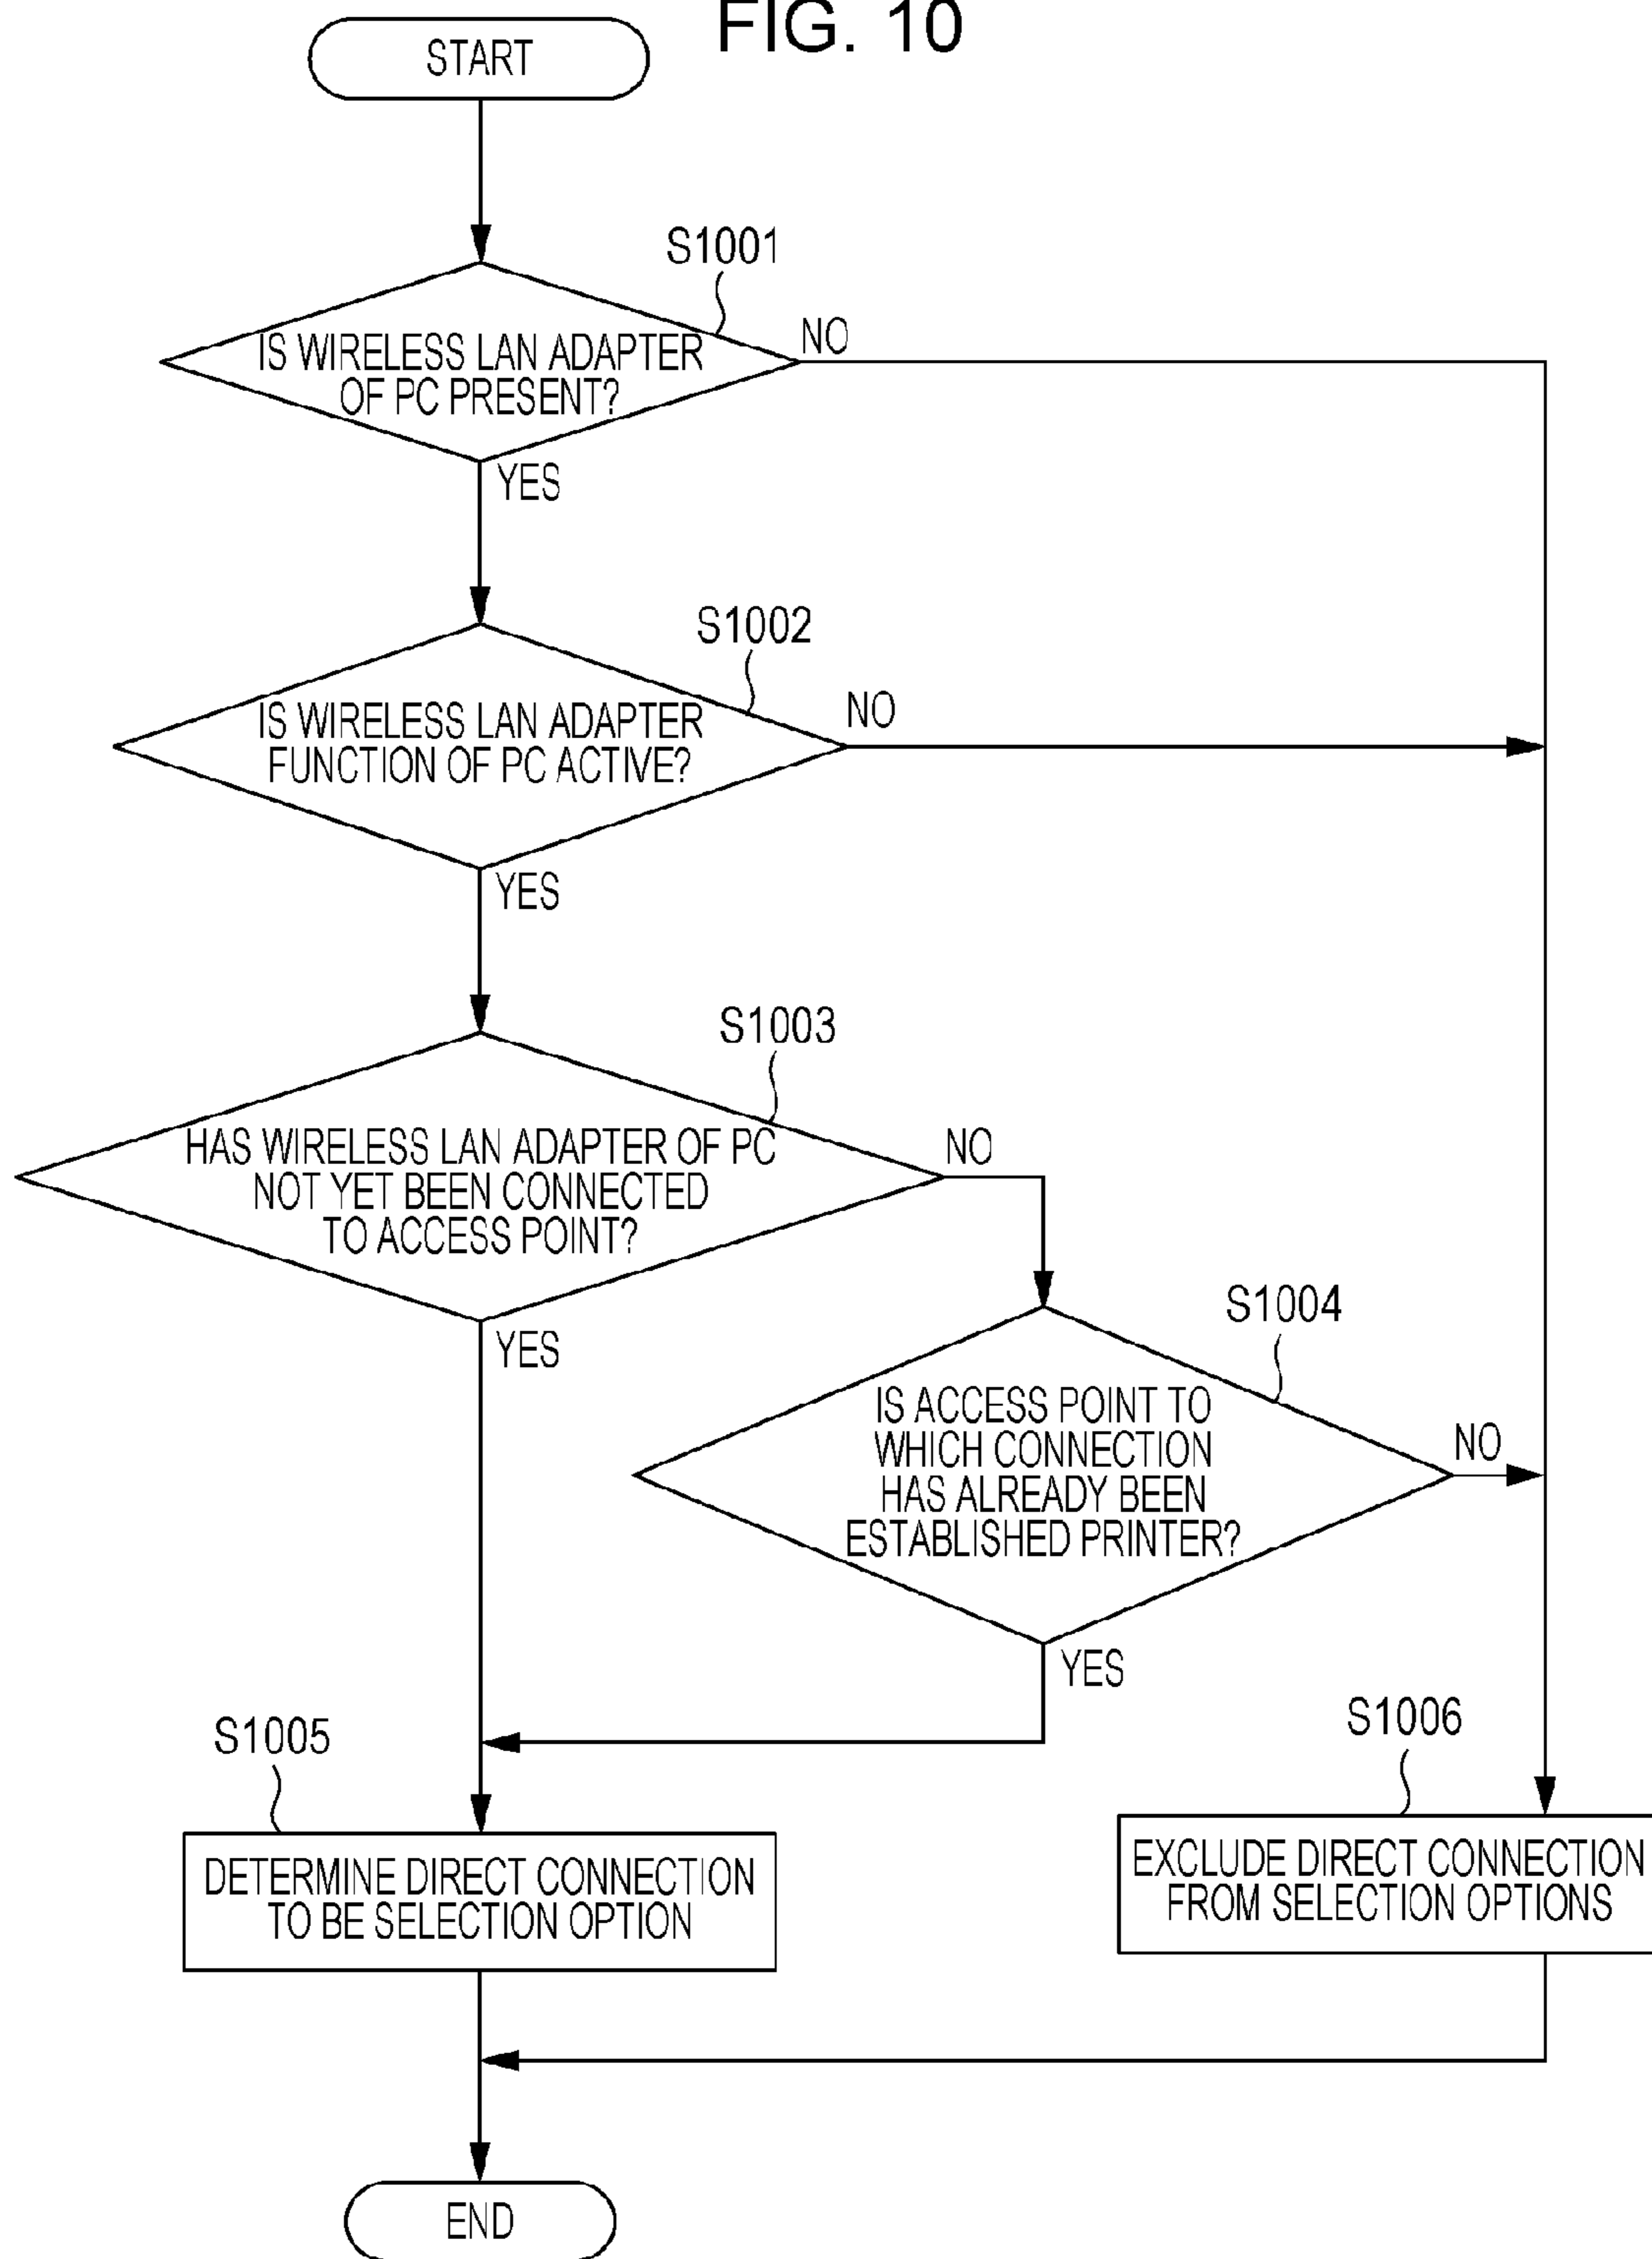 FIG. 10
START
S1001
IS WIRELESS LAN ADAPTER
OF PC PRESENT?
NO
YES
S1002
IS WIRELESS LAN ADAPTER
FUNCTION OF PC ACTIVE?
NO
YES
S1003
HAS WIRELESS LAN ADAPTER OF PC
NOT YET BEEN CONNECTED
TO ACCESS POINT?
NO
YES
S1004
IS ACCESS POINT TO
WHICH CONNECTION
HAS ALREADY BEEN
ESTABLISHED PRINTER?
NO
YES
S1005
DETERMINE DIRECT CONNECTION
TO BE SELECTION OPTION
S1006
EXCLUDE DIRECT CONNECTION
FROM SELECTION OPTIONS
END